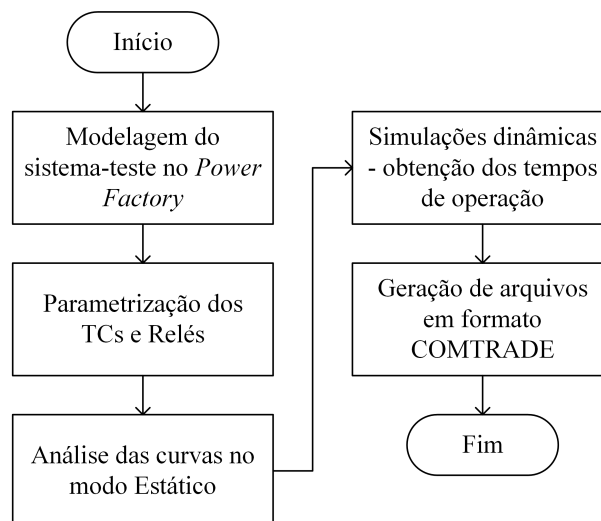 Início
Modelagem do
sistema-teste no Power
Factory
Parametrização dos
TCs e Relés
Análise das curvas no
modo Estático
Simulações dinâmicas
- obtenção dos tempos
de operação
Geração de arquivos
em formato
COMTRADE
Fim